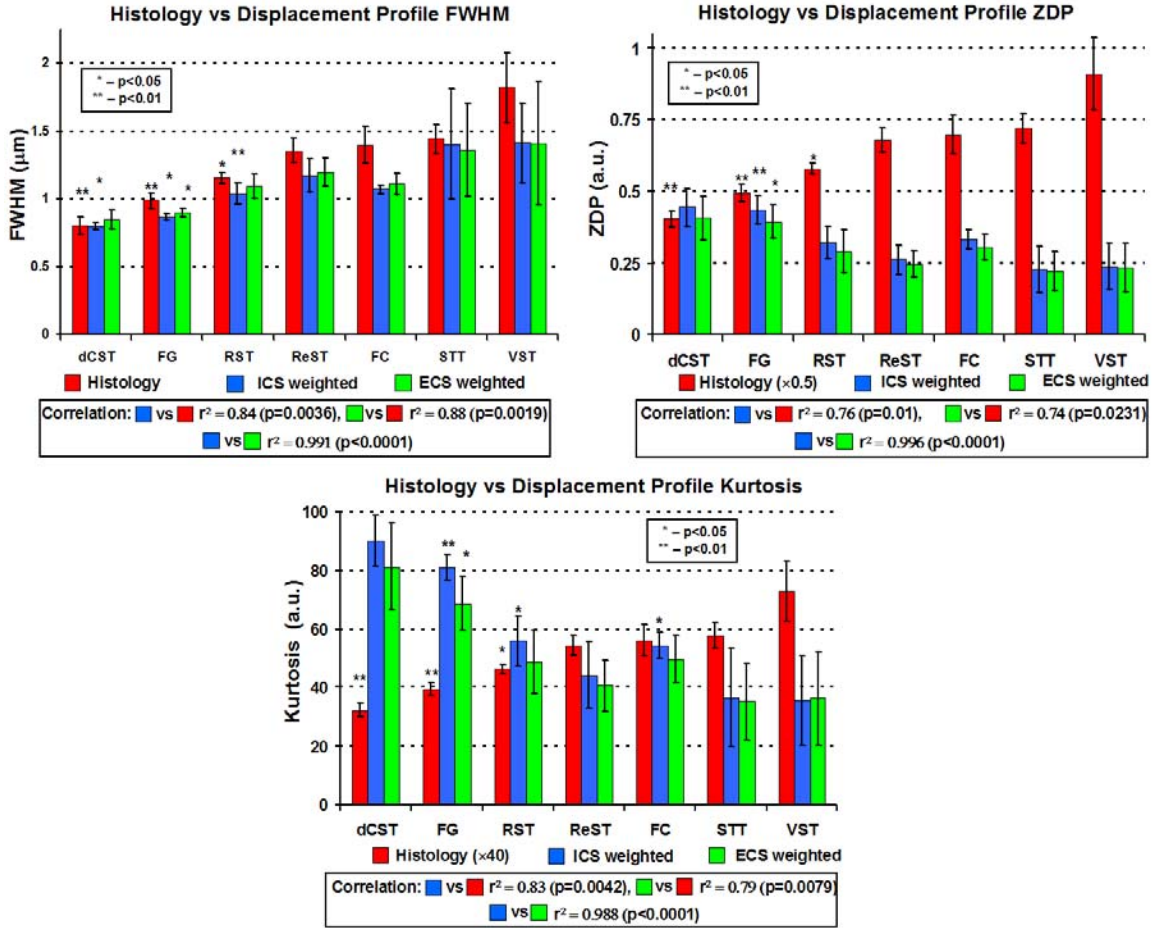 Histology vs Displacement Profile FWHM
FWHM (µm)
2
1.5
1
0.5
0
* – p<0.05
** – p<0.01
** *
** * *
* **
dCST FG RST ReST FC STT VST
Histology ICS weighted ECS weighted
Correlation: vs r² = 0.84 (p=0.0036), vs r² = 0.88 (p=0.0019)
vs r² = 0.991 (p<0.0001)
Histology vs Displacement Profile ZDP
ZDP (a.u.)
1
0.75
0.5
0.25
0
* – p<0.05
** – p<0.01
**
** ** *
*
dCST FG RST ReST FC STT VST
Histology (×0.5) ICS weighted ECS weighted
Correlation: vs r² = 0.76 (p=0.01), vs r² = 0.74 (p=0.0231)
vs r² = 0.996 (p<0.0001)
Histology vs Displacement Profile Kurtosis
Kurtosis (a.u.)
100
80
60
40
20
0
* – p<0.05
** – p<0.01
**
** ** *
* *
*
dCST FG RST ReST FC STT VST
Histology (×40) ICS weighted ECS weighted
Correlation: vs r² = 0.83 (p=0.0042), vs r² = 0.79 (p=0.0079)
vs r² = 0.988 (p<0.0001)